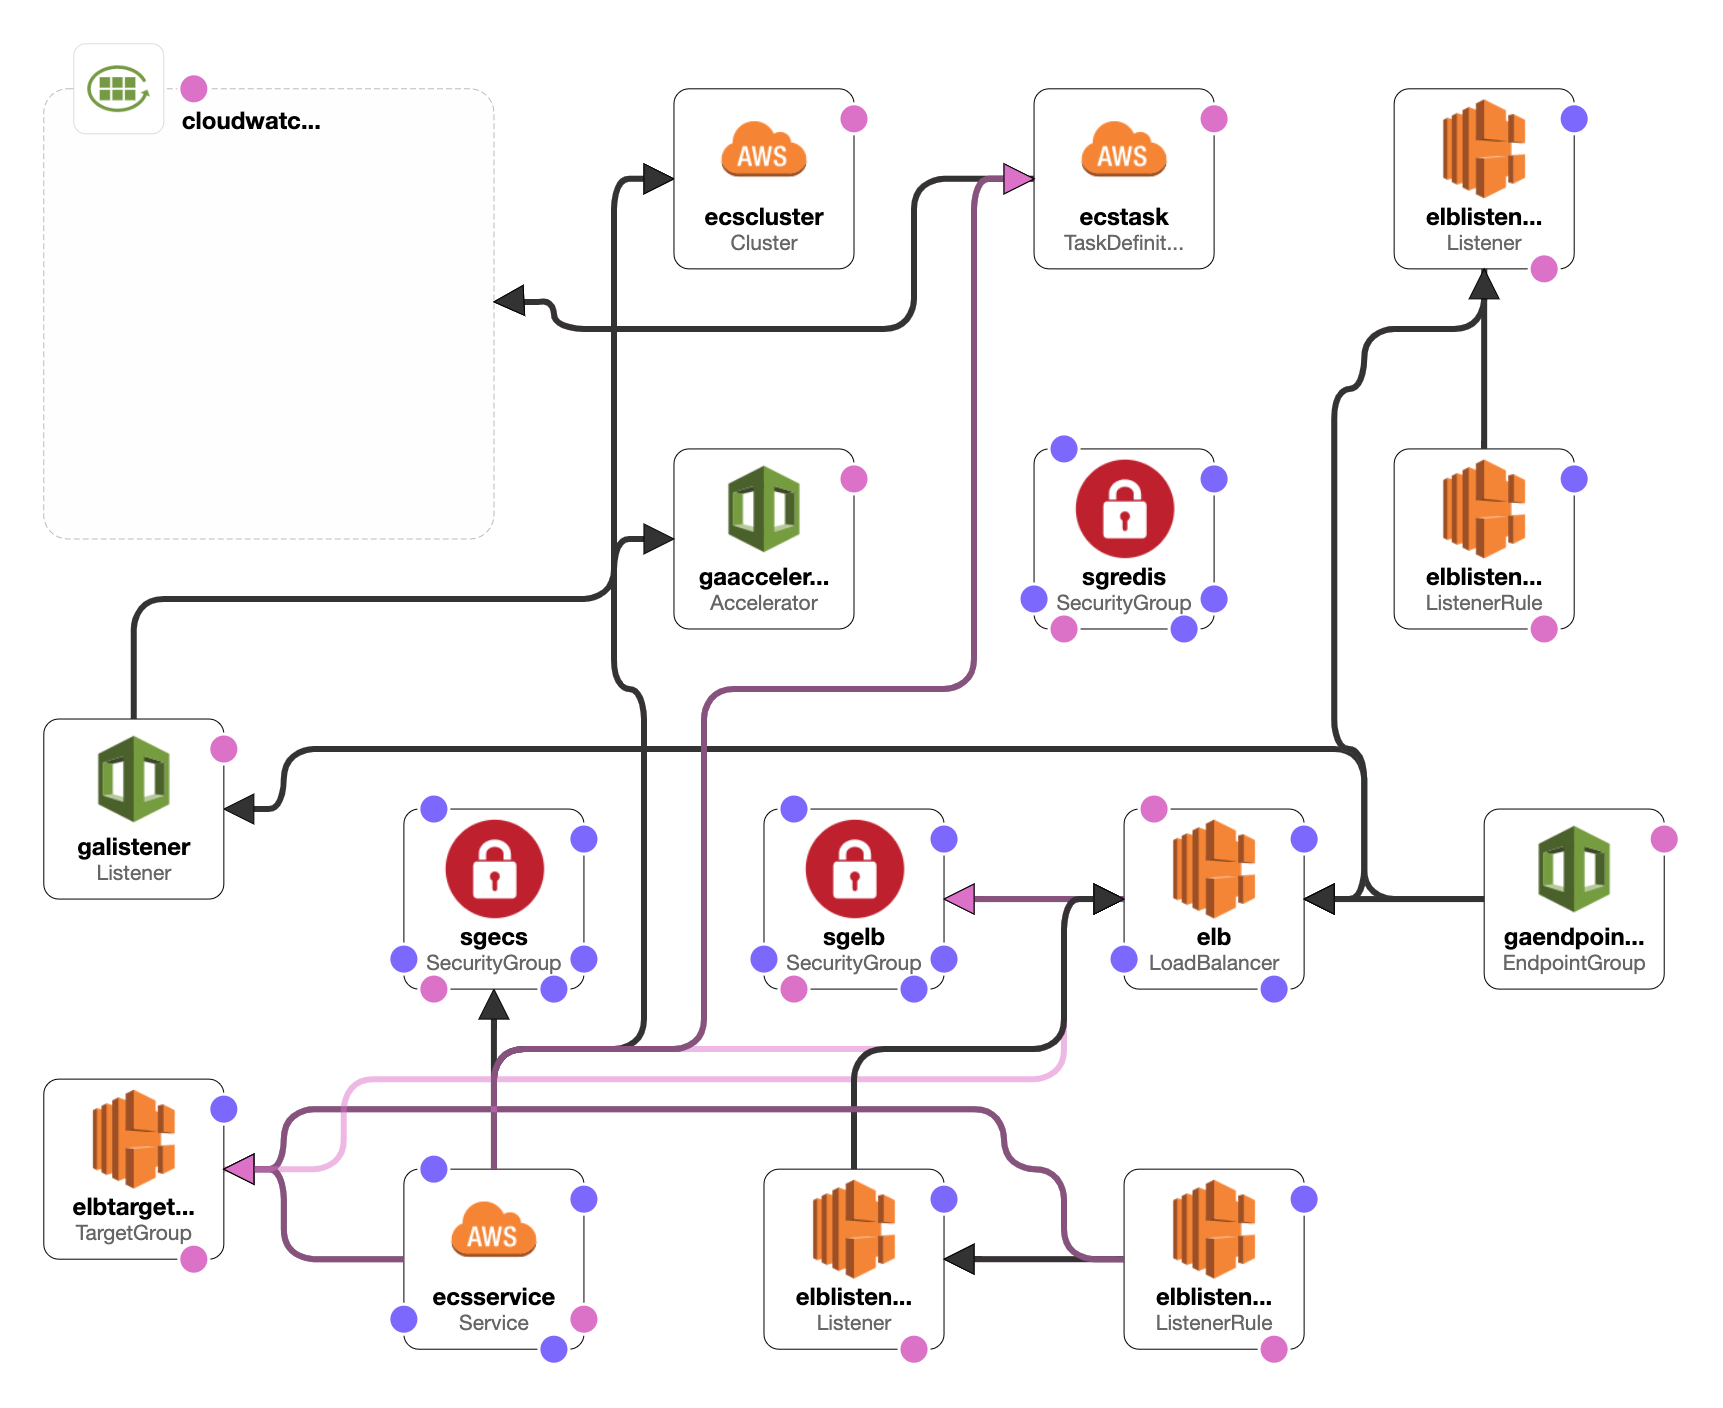 cloudwatc...
AWS
ecscluster
Cluster
AWS
ecstask
TaskDefinit...
elblisten...
Listener
gaacceler...
Accelerator
sgredis
SecurityGroup
elblisten...
ListenerRule
galistener
Listener
sgecs
SecurityGroup
sgelb
SecurityGroup
elb
LoadBalancer
gaendpoin...
EndpointGroup
elbtarget...
TargetGroup
AWS
ecsservice
Service
elblisten...
Listener
elblisten...
ListenerRule